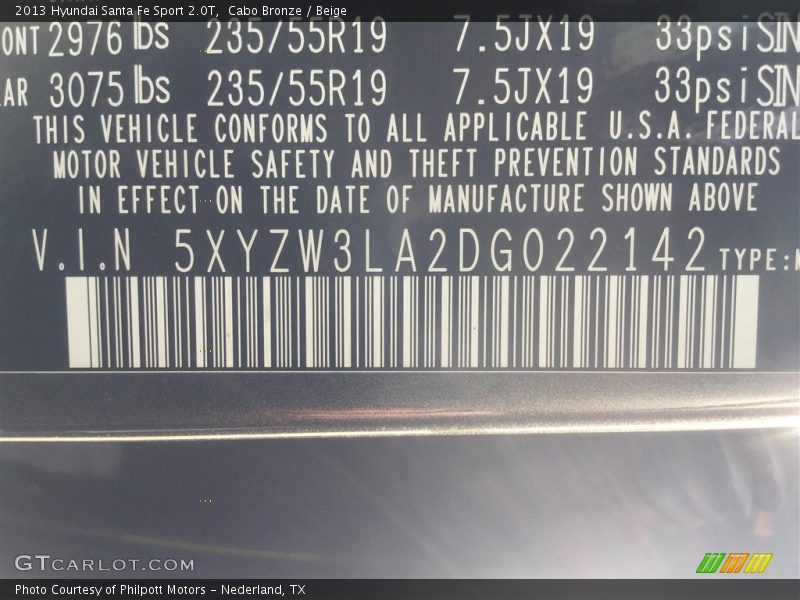 2013 Hyundai Santa Fe Sport 2.0T, Cabo Bronze / Beige
ONT 2976 lbs 235/55R19 7.5JX19 33psi SIN
AR 3075 lbs 235/55R19 7.5JX19 33psi SIN
THIS VEHICLE CONFORMS TO ALL APPLICABLE U.S.A. FEDERAL
MOTOR VEHICLE SAFETY AND THEFT PREVENTION STANDARDS
IN EFFECT ON THE DATE OF MANUFACTURE SHOWN ABOVE
V.I.N 5XYZW3LA2DG022142 TYPE:
GTCARLOT.COM
Photo Courtesy of Philpott Motors - Nederland, TX